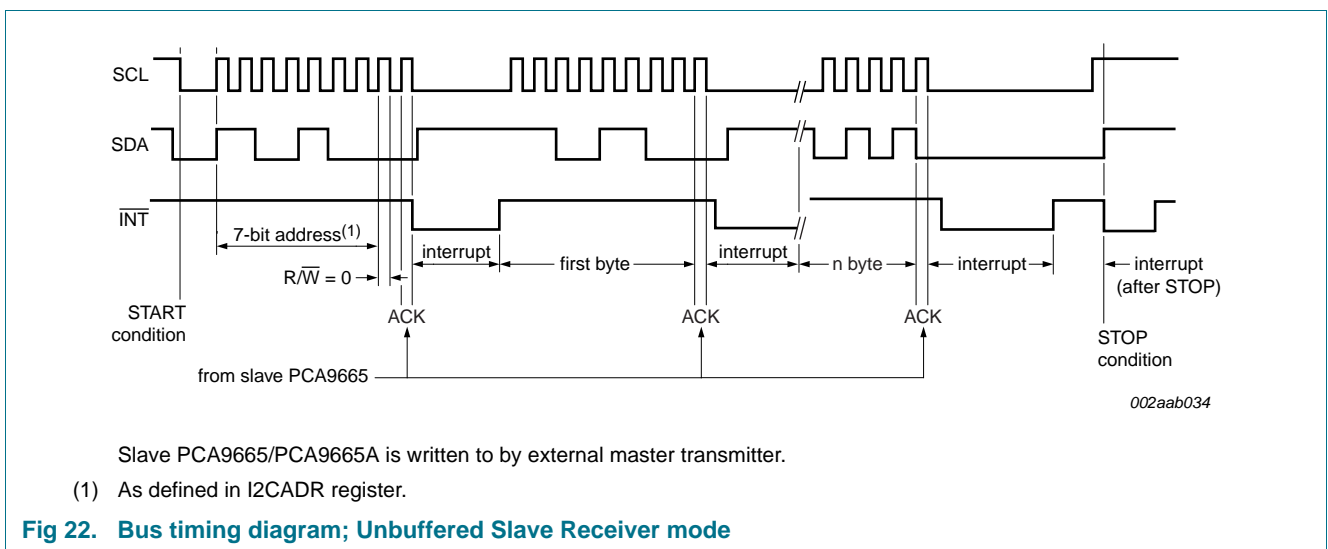 SCL
SDA
INT
7-bit address(1)
R/W = 0
interrupt
first byte
interrupt
n byte
interrupt
interrupt
(after STOP)
START
condition
ACK
ACK
ACK
STOP
condition
from slave PCA9665
002aab034
Slave PCA9665/PCA9665A is written to by external master transmitter.
(1) As defined in I2CADR register.
Fig 22. Bus timing diagram; Unbuffered Slave Receiver mode